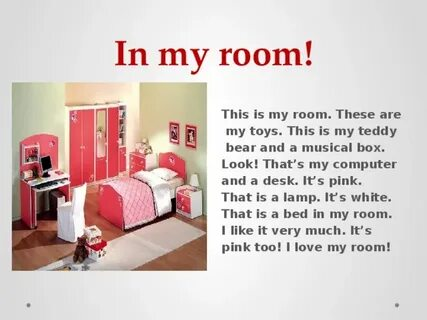 In my room!
This is my room. These are
my toys. This is my teddy
bear and a musical box.
Look! That’s my computer
and a desk. It’s pink.
That is a lamp. It’s white.
That is a bed in my room.
I like it very much. It’s
pink too! I love my room!